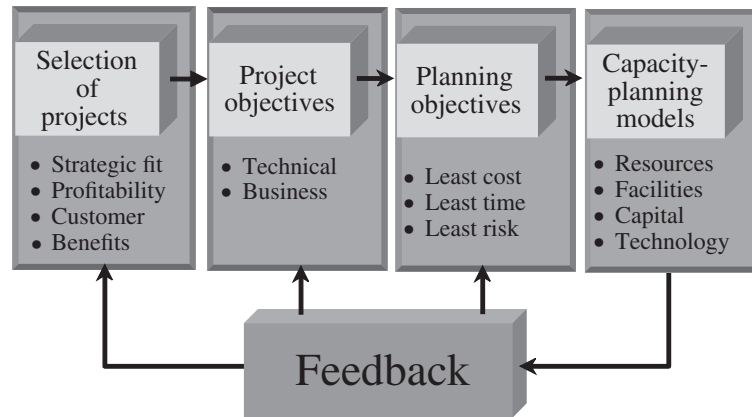 Selection
of
projects
• Strategic fit
• Profitability
• Customer
• Benefits
Project
objectives
• Technical
• Business
Planning
objectives
• Least cost
• Least time
• Least risk
Capacity-
planning
models
• Resources
• Facilities
• Capital
• Technology
Feedback